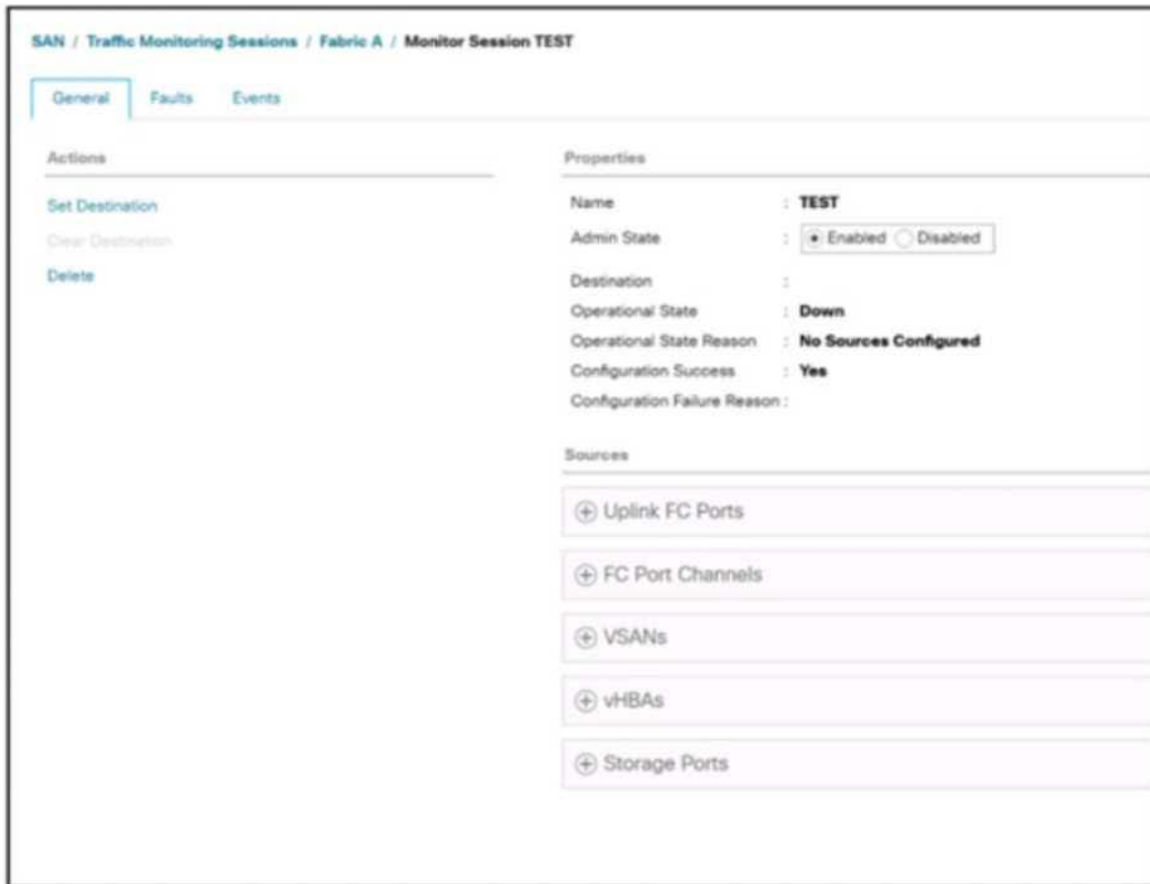 SAN / Traffic Monitoring Sessions / Fabric A / Monitor Session TEST
General Faults Events
Actions
Set Destination
Clear Destination
Delete
Properties
Name : TEST
Admin State : Enabled Disabled
Destination :
Operational State : Down
Operational State Reason : No Sources Configured
Configuration Success : Yes
Configuration Failure Reason :
Sources
Uplink FC Ports
FC Port Channels
VSANs
vHBAs
Storage Ports